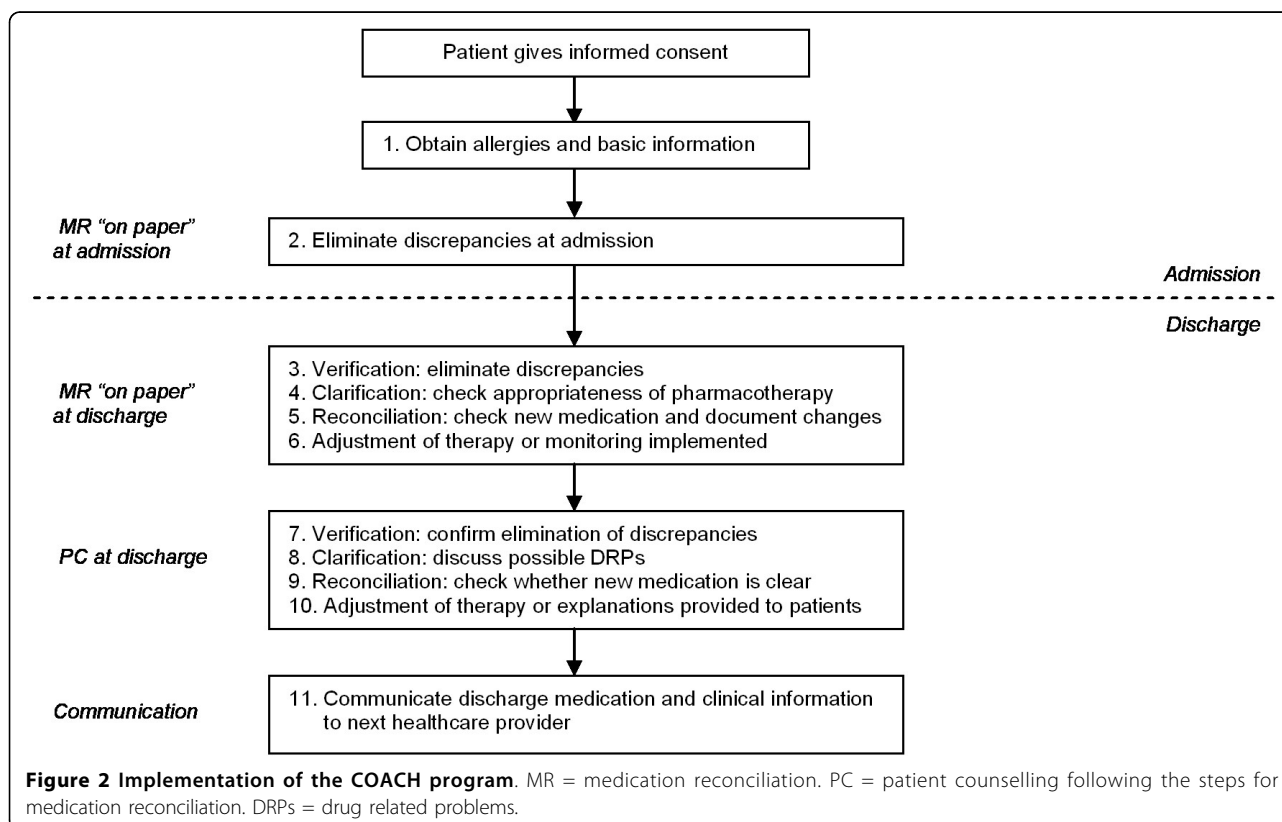 Patient gives informed consent
1. Obtain allergies and basic information
MR “on paper”
at admission
2. Eliminate discrepancies at admission
Admission
Discharge
MR “on paper”
at discharge
3. Verification: eliminate discrepancies
4. Clarification: check appropriateness of pharmacotherapy
5. Reconciliation: check new medication and document changes
6. Adjustment of therapy or monitoring implemented
PC at discharge
7. Verification: confirm elimination of discrepancies
8. Clarification: discuss possible DRPs
9. Reconciliation: check whether new medication is clear
10. Adjustment of therapy or explanations provided to patients
Communication
11. Communicate discharge medication and clinical information
to next healthcare provider
Figure 2 Implementation of the COACH program. MR = medication reconciliation. PC = patient counselling following the steps for
medication reconciliation. DRPs = drug related problems.